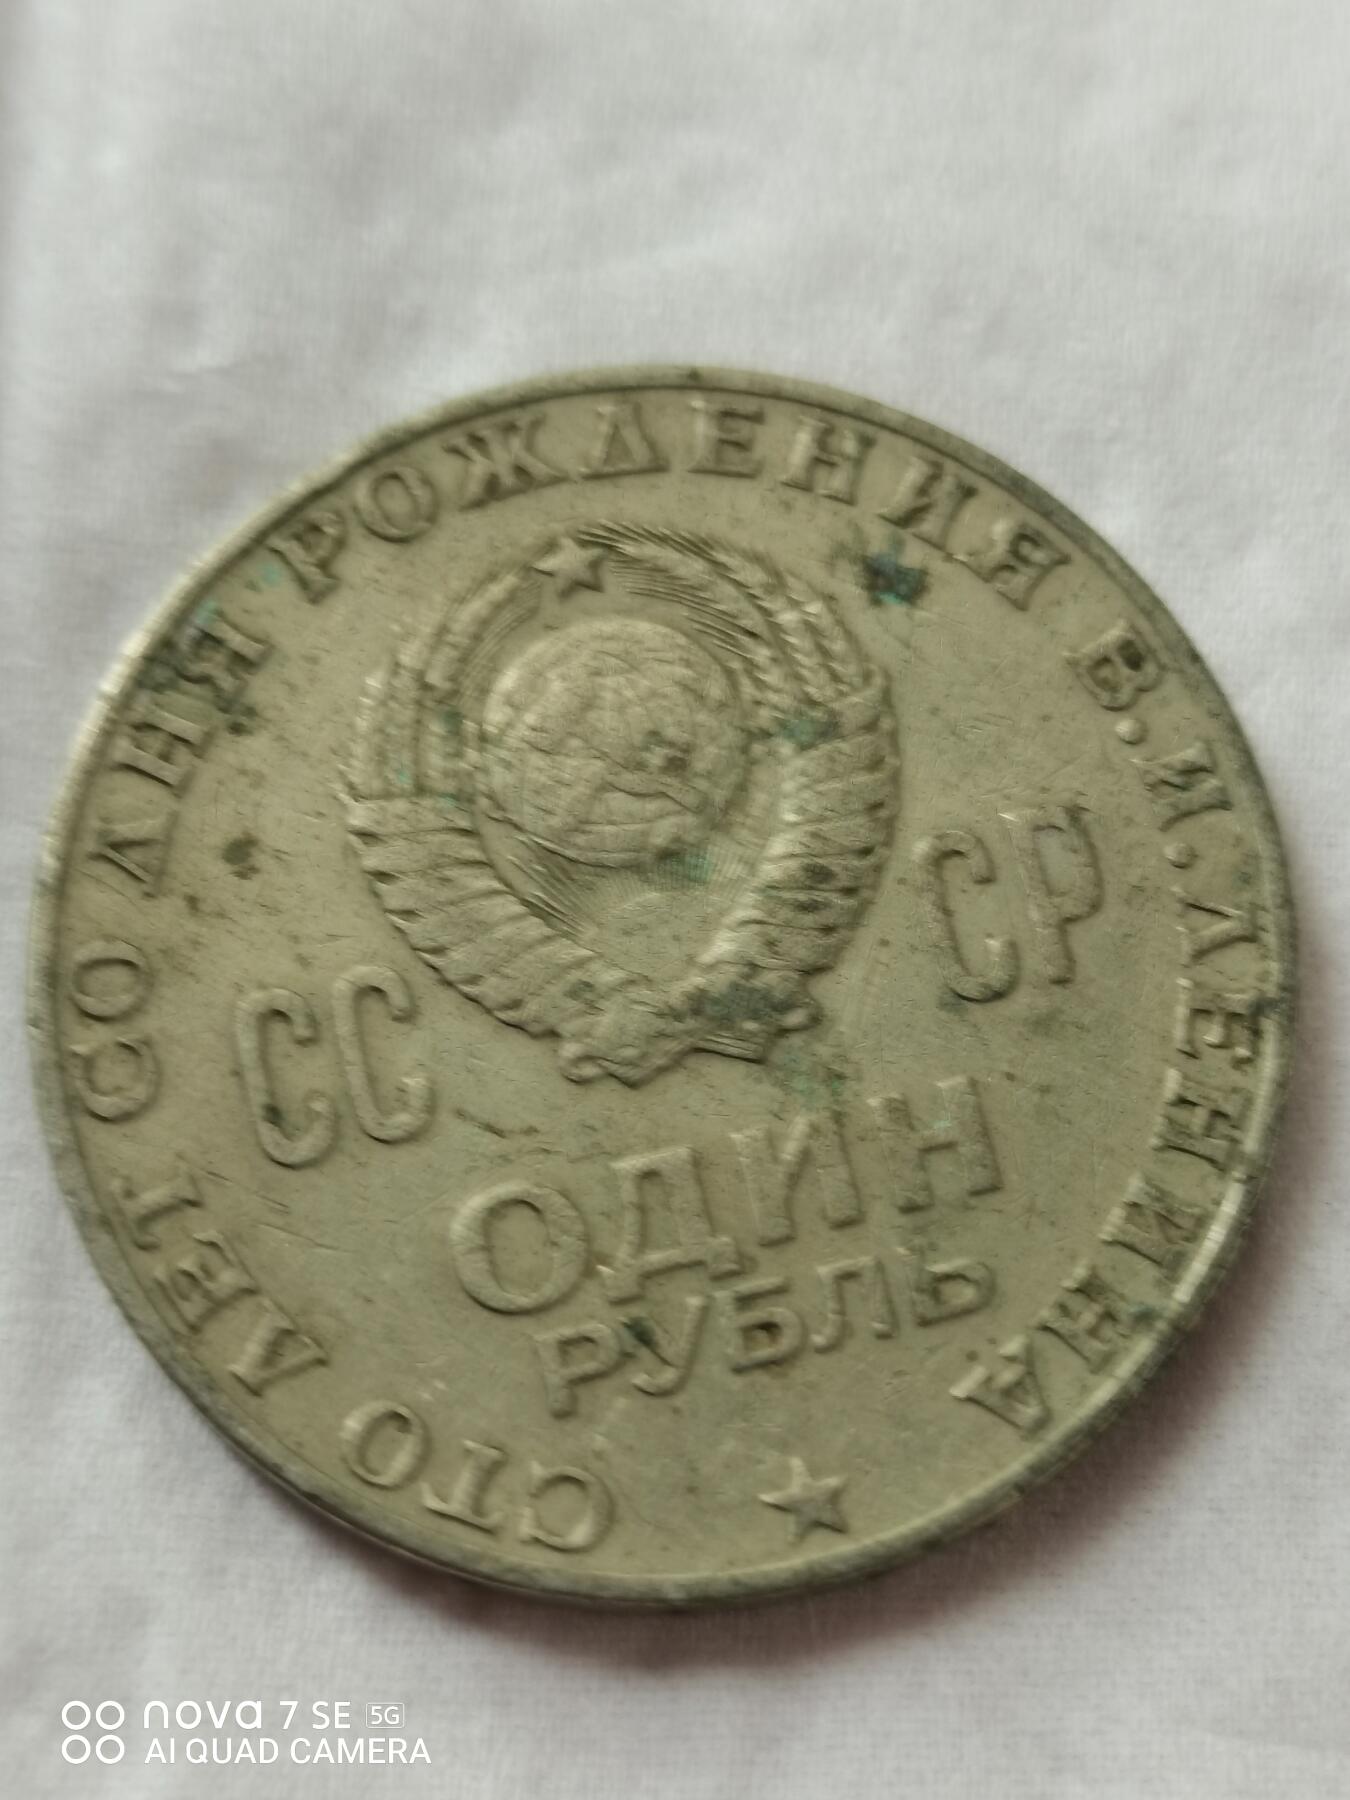 СТО ЛЕТ СО ДНЯ РОЖДЕНИЯ В.И.ЛЕНИНА
СС СР
ОДИН
РУБЛЬ
nova 7 SE 5G
AI QUAD CAMERA